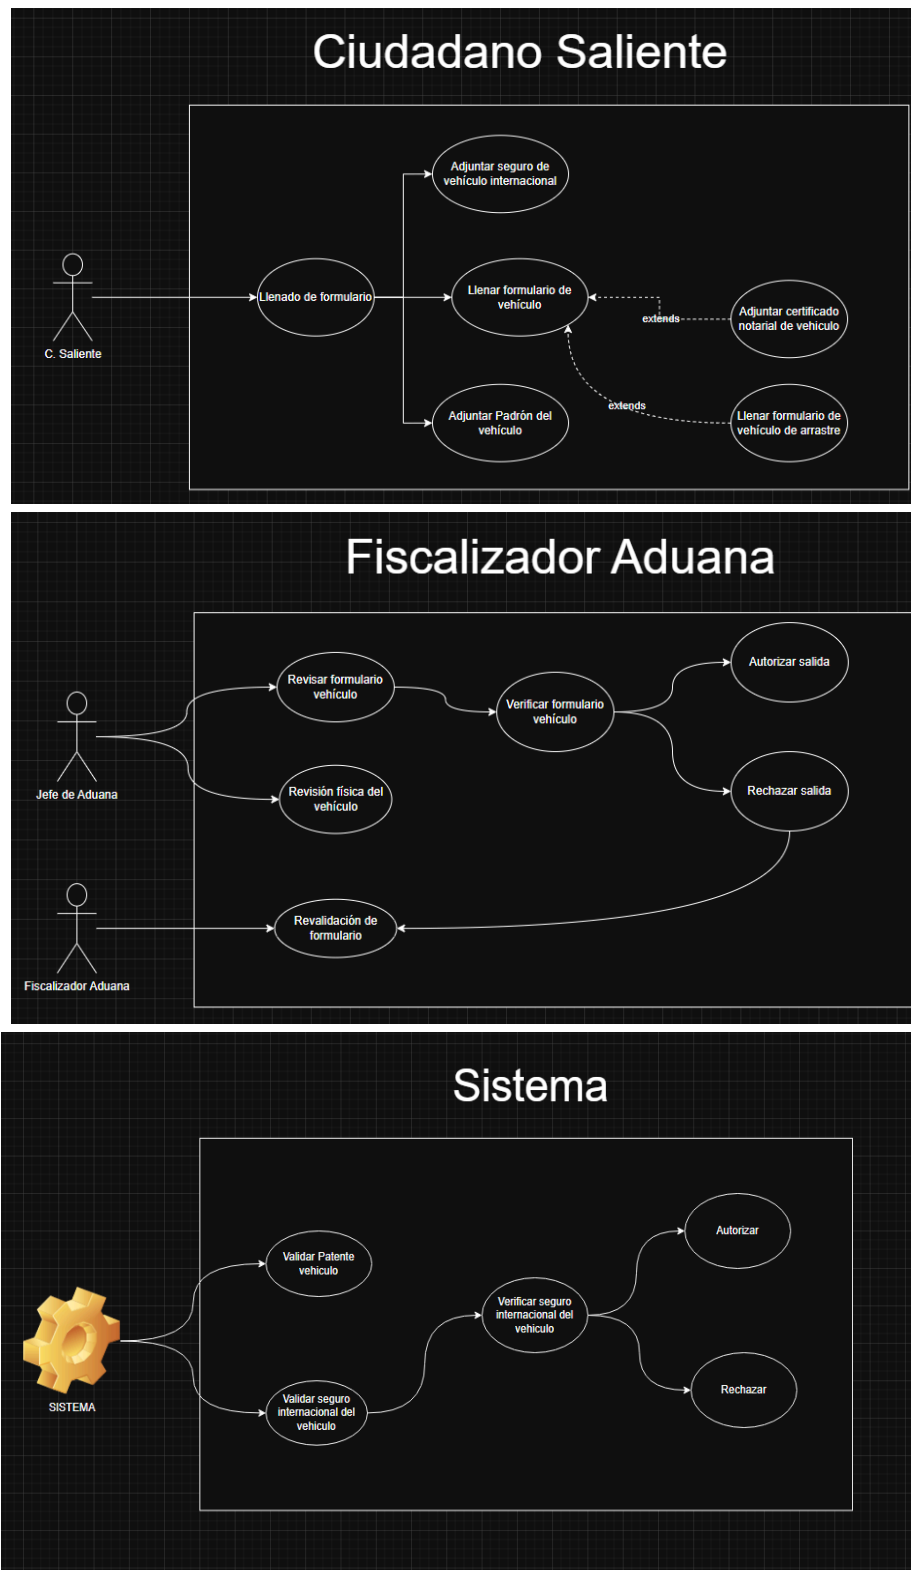 Ciudadano Saliente
Adjuntar seguro de
vehículo internacional
Llenado de formulario
Llenar formulario de
vehículo
extends
Adjuntar certificado
notarial de vehiculo
C. Saliente
extends
Adjuntar Padrón del
vehículo
Llenar formulario de
vehículo de arrastre
Fiscalizador Aduana
Revisar formulario
vehículo
Verificar formulario
vehículo
Autorizar salida
Jefe de Aduana
Revisión física del
vehículo
Rechazar salida
Revalidación de
formulario
Fiscalizador Aduana
Sistema
Validar Patente
vehiculo
Autorizar
Verificar seguro
internacional del
vehiculo
SISTEMA
Validar seguro
internacional del
vehiculo
Rechazar